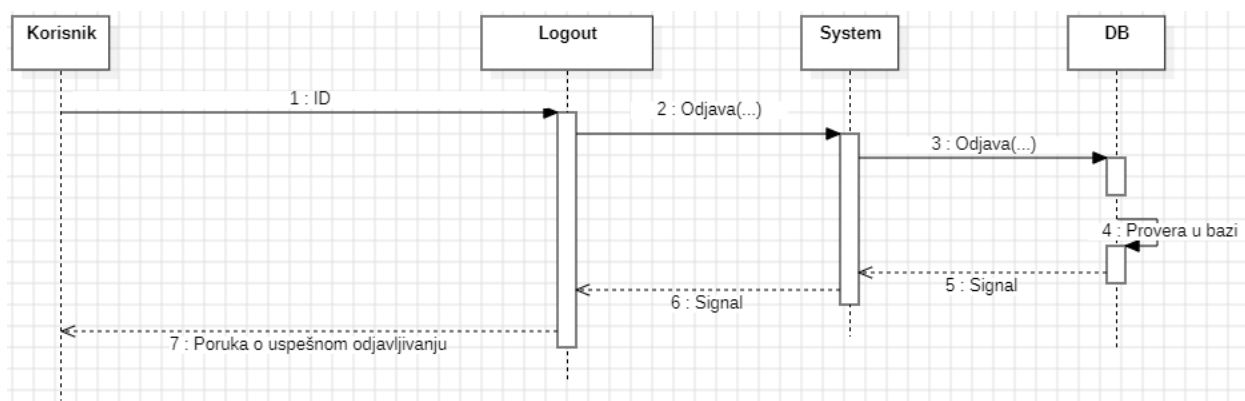 Korisnik
Logout
System
DB
1 : ID
2 : Odjava(...)
3 : Odjava(...)
4 : Provera u bazi
5 : Signal
6 : Signal
7 : Poruka o uspešnom odjavljivanju